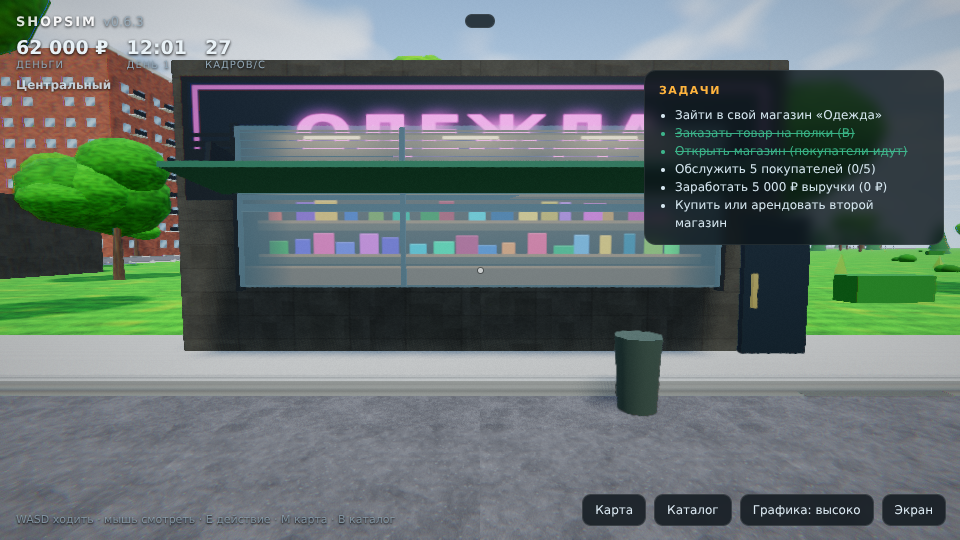 SHOPSIM v0.6.3
62 000 ₽ 12:01 27
ДЕНЬГИ ДЕНЬ 1 КАДРОВ/С
Центральный
ОДЕЖДА
ЗАДАЧИ
• Зайти в свой магазин «Одежда»
• Заказать товар на полки (B)
• Открыть магазин (покупатели идут)
• Обслужить 5 покупателей (0/5)
• Заработать 5 000 ₽ выручки (0 ₽)
• Купить или арендовать второй
магазин
WASD ходить · мышь смотреть · E действие · M карта · B каталог
Карта Каталог Графика: высоко Экран